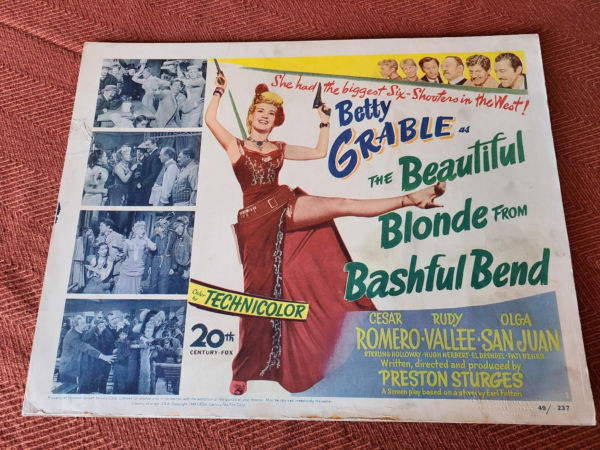 She had the biggest Six-Shooters in the West!
Betty
GRABLE as
THE Beautiful
Blonde FROM
Bashful Bend
Color by
TECHNICOLOR
20th
CENTURY-FOX
CESAR RUDY OLGA
ROMERO · VALLEE · SAN JUAN
STERLING HOLLOWAY · HUGH HERBERT · EL BRENDEL · PATI BEHRS
Written, directed and produced by
PRESTON STURGES
A Screen play based on a story by Earl Felton
49/237